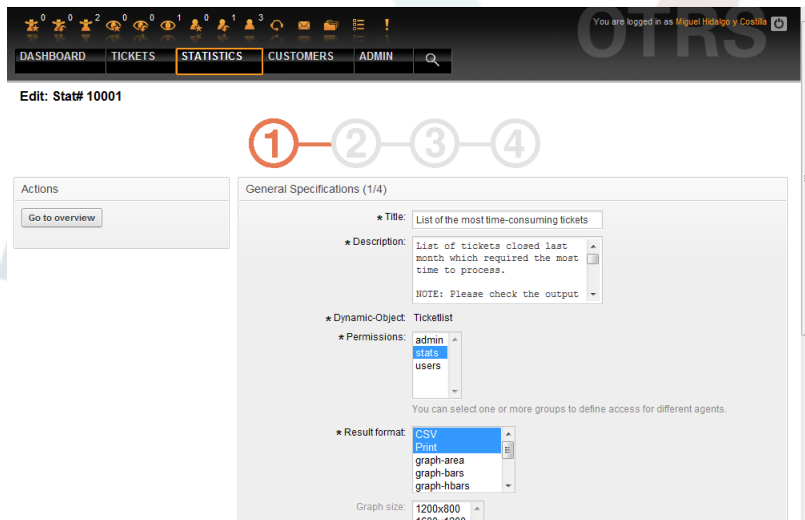 0 0 2 0 0 1 0 1 3
You are logged in as Miguel Hidalgo y Costilla
OTRS
DASHBOARD TICKETS STATISTICS CUSTOMERS ADMIN
Edit: Stat# 10001
1 2 3 4
Actions
Go to overview
General Specifications (1/4)
★ Title: List of the most time-consuming tickets
★ Description: List of tickets closed last
month which required the most
time to process.
NOTE: Please check the output
★ Dynamic-Object: Ticketlist
★ Permissions: admin
stats
users
You can select one or more groups to define access for different agents.
★ Result format: CSV
Print
graph-area
graph-bars
graph-hbars
Graph size: 1200x800